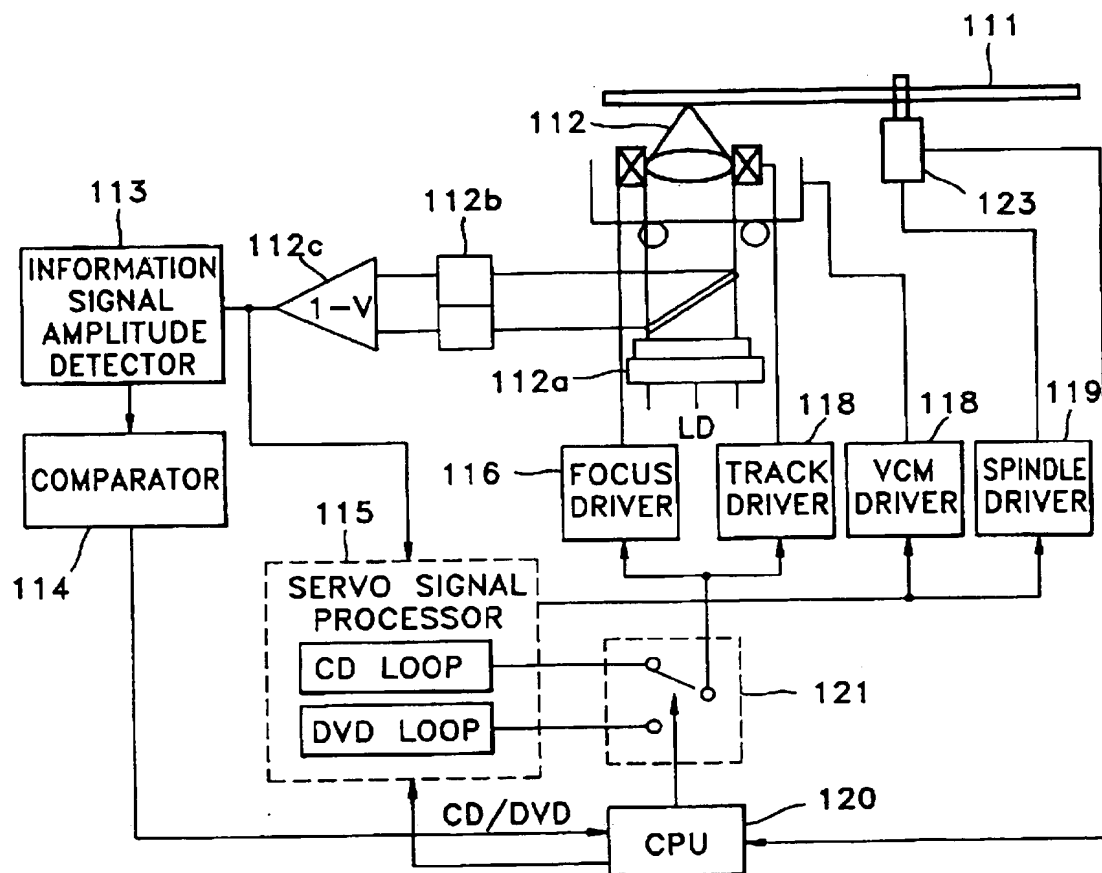 111
112
113
123
112b
112c
INFORMATION
SIGNAL
AMPLITUDE
DETECTOR
1-V
112a
LD
118
118
119
116
FOCUS
DRIVER
TRACK
DRIVER
VCM
DRIVER
SPINDLE
DRIVER
COMPARATOR
115
114
SERVO SIGNAL
PROCESSOR
CD LOOP
121
DVD LOOP
120
CD/DVD
CPU